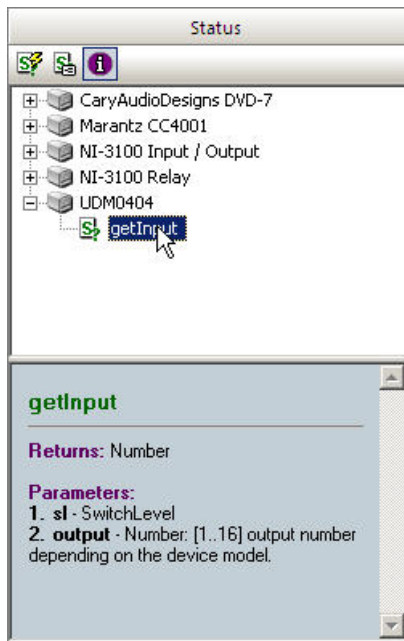 Status
CaryAudioDesigns DVD-7
Marantz CC4001
NI-3100 Input / Output
NI-3100 Relay
UDM0404
getInput
getInput
Returns: Number
Parameters:
1. sl - SwitchLevel
2. output - Number: [1..16] output number
depending on the device model.